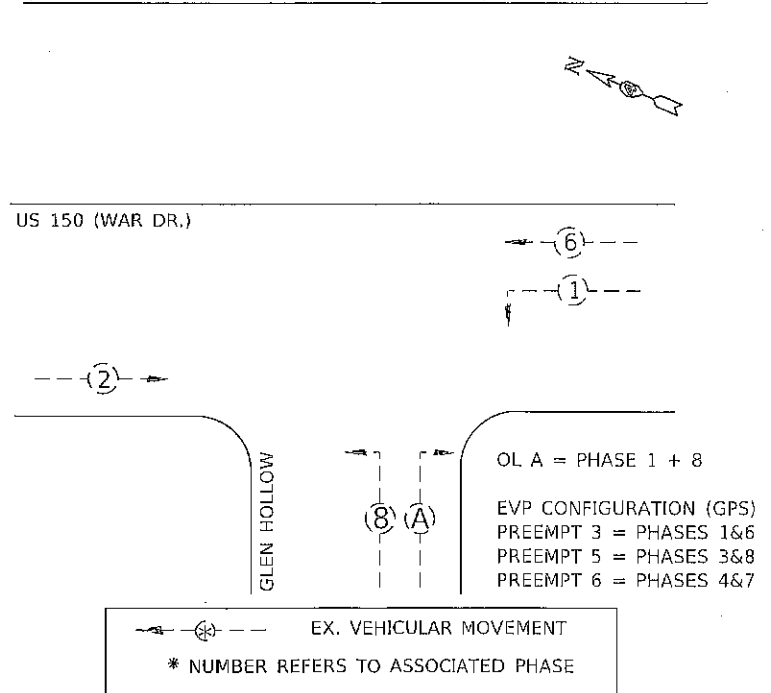 N
US 150 (WAR DR.)
6
1
2
GLEN HOLLOW
8 A
OL A = PHASE 1 + 8
EVP CONFIGURATION (GPS)
PREEMPT 3 = PHASES 1&6
PREEMPT 5 = PHASES 3&8
PREEMPT 6 = PHASES 4&7
* EX. VEHICULAR MOVEMENT
* NUMBER REFERS TO ASSOCIATED PHASE